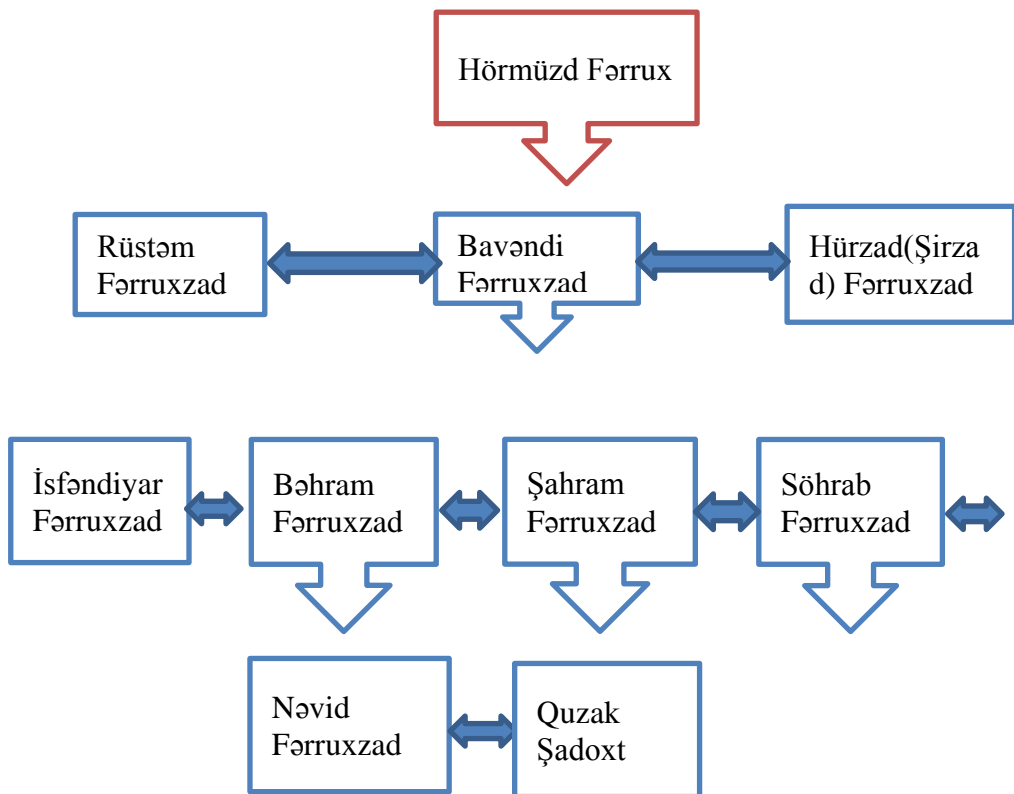 Hörmüzd Fərrux
Rüstəm
Fərruxzad
Bavəndi
Fərruxzad
Hürzad(Şirza
d) Fərruxzad
İsfəndiyar
Fərruxzad
Bəhram
Fərruxzad
Şahram
Fərruxzad
Söhrab
Fərruxzad
Nəvid
Fərruxzad
Quzak
Şadoxt